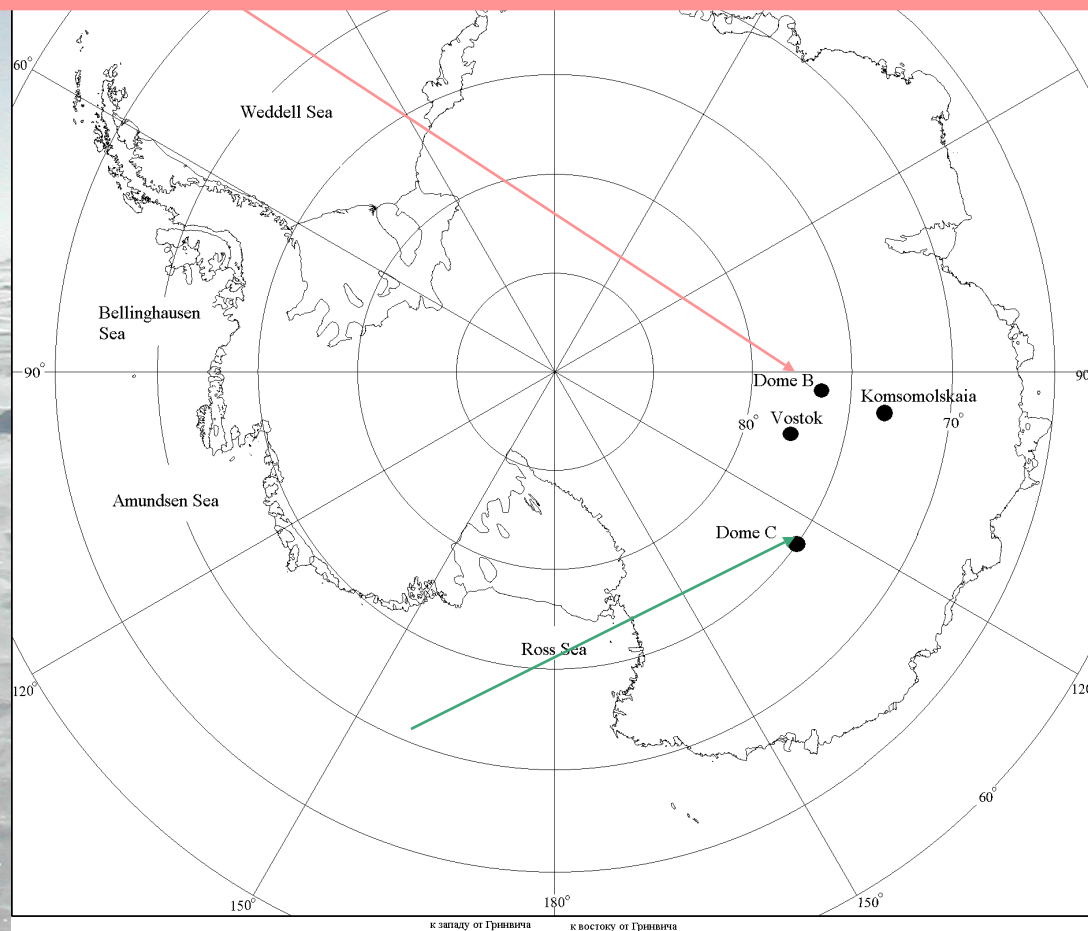 60°
Weddell Sea
Bellinghausen
Sea
90°
90
Dome B
Komsomolskaia
80°
Vostok
70°
Amundsen Sea
Dome C
Ross Sea
120°
120
60°
150°
180°
150°
к западу от Гринвича
к востоку от Гринвича